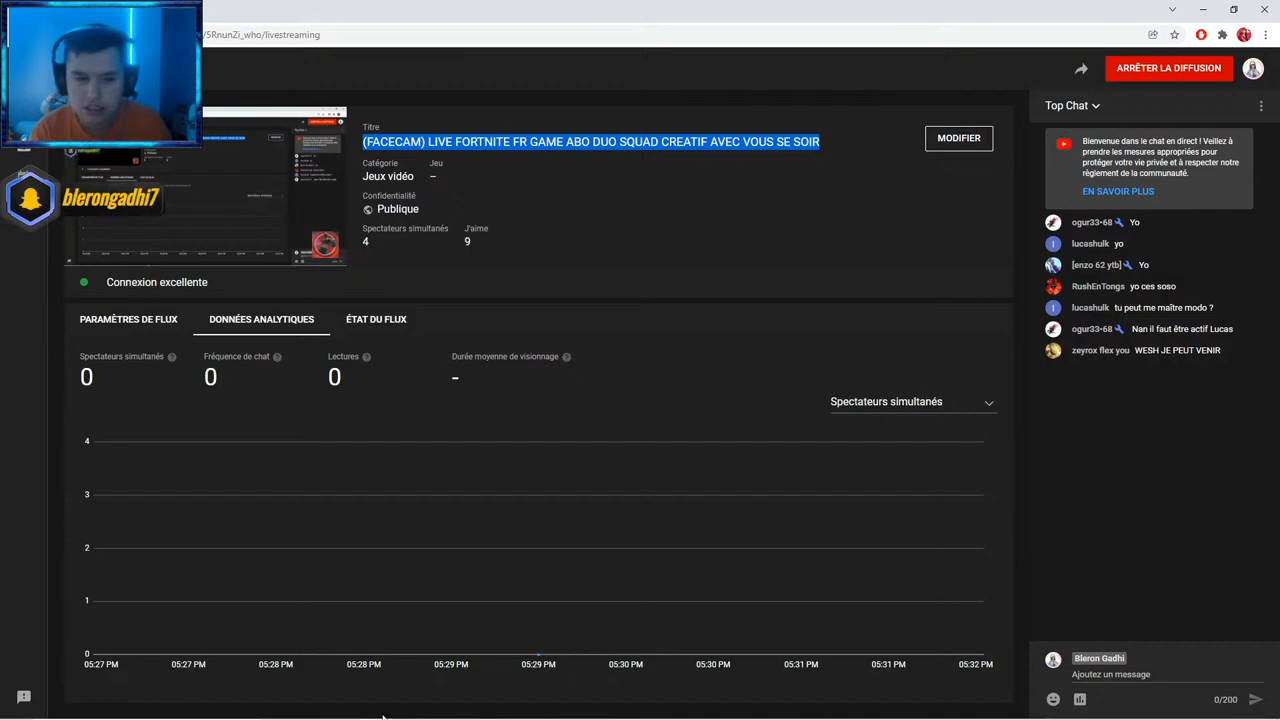 /5RnunZi_who/livestreaming
ARRÊTER LA DIFFUSION
Titre
(FACECAM) LIVE FORTNITE FR GAME ABO DUO SQUAD CREATIF AVEC VOUS SE SOIR
MODIFIER
Catégorie Jeu
Jeux vidéo –
Confidentialité
Publique
Spectateurs simultanés J'aime
4 9
blerongadhi7
Connexion excellente
PARAMÈTRES DE FLUX DONNÉES ANALYTIQUES ÉTAT DU FLUX
Spectateurs simultanés Fréquence de chat Lectures Durée moyenne de visionnage
0 0 0 -
Spectateurs simultanés
4
3
2
1
0
05:27 PM 05:27 PM 05:28 PM 05:28 PM 05:29 PM 05:29 PM 05:30 PM 05:30 PM 05:31 PM 05:31 PM 05:32 PM
Top Chat
Bienvenue dans le chat en direct ! Veillez à
prendre les mesures appropriées pour
protéger votre vie privée et à respecter notre
règlement de la communauté.
EN SAVOIR PLUS
ogur33•68 Yo
lucashulk yo
[enzo 62 ytb] Yo
RushEnTongs yo ces soso
lucashulk tu peut me maître modo ?
ogur33•68 Nan il faut être actif Lucas
zeyrox flex you WESH JE PEUT VENIR
Bleron Gadhi
Ajoutez un message
0/200